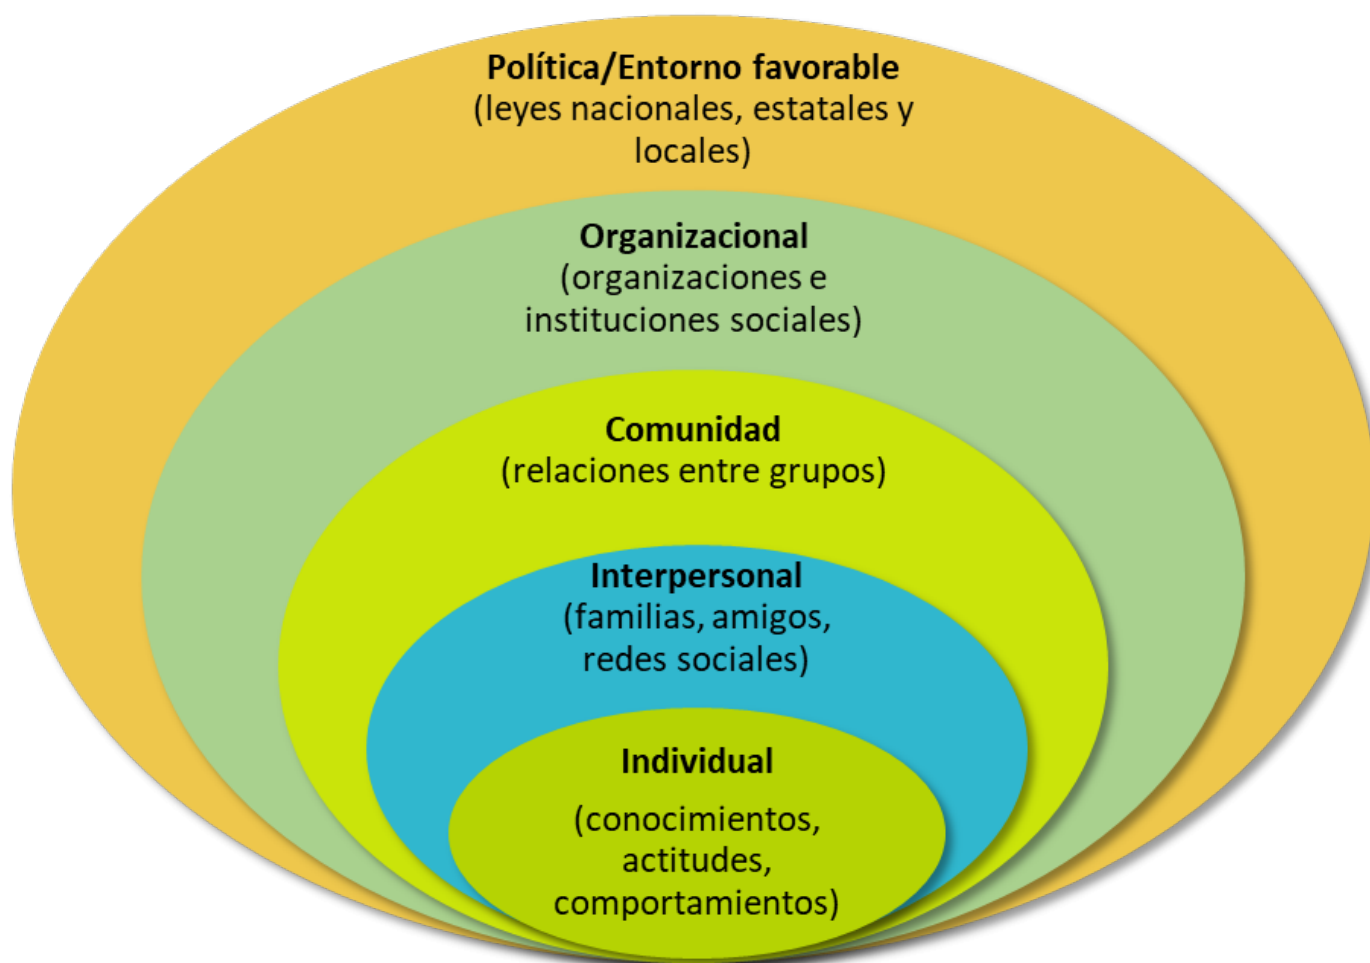 Política/Entorno favorable
(leyes nacionales, estatales y
locales)
Organizacional
(organizaciones e
instituciones sociales)
Comunidad
(relaciones entre grupos)
Interpersonal
(familias, amigos,
redes sociales)
Individual
(conocimientos,
actitudes,
comportamientos)